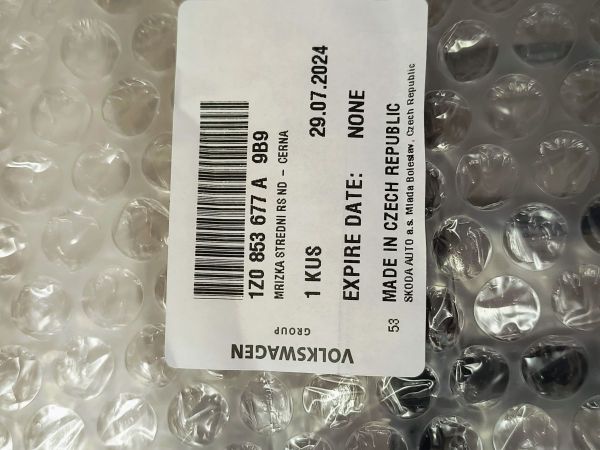 VOLKSWAGEN
GROUP
1Z0 853 677 A 9B9
MRIZKA STREDNI RS ND - CERNA
1 KUS 29.07.2024
EXPIRE DATE: NONE
53 MADE IN CZECH REPUBLIC
SKODA AUTO a.s. Mlada Boleslav, Czech Republic